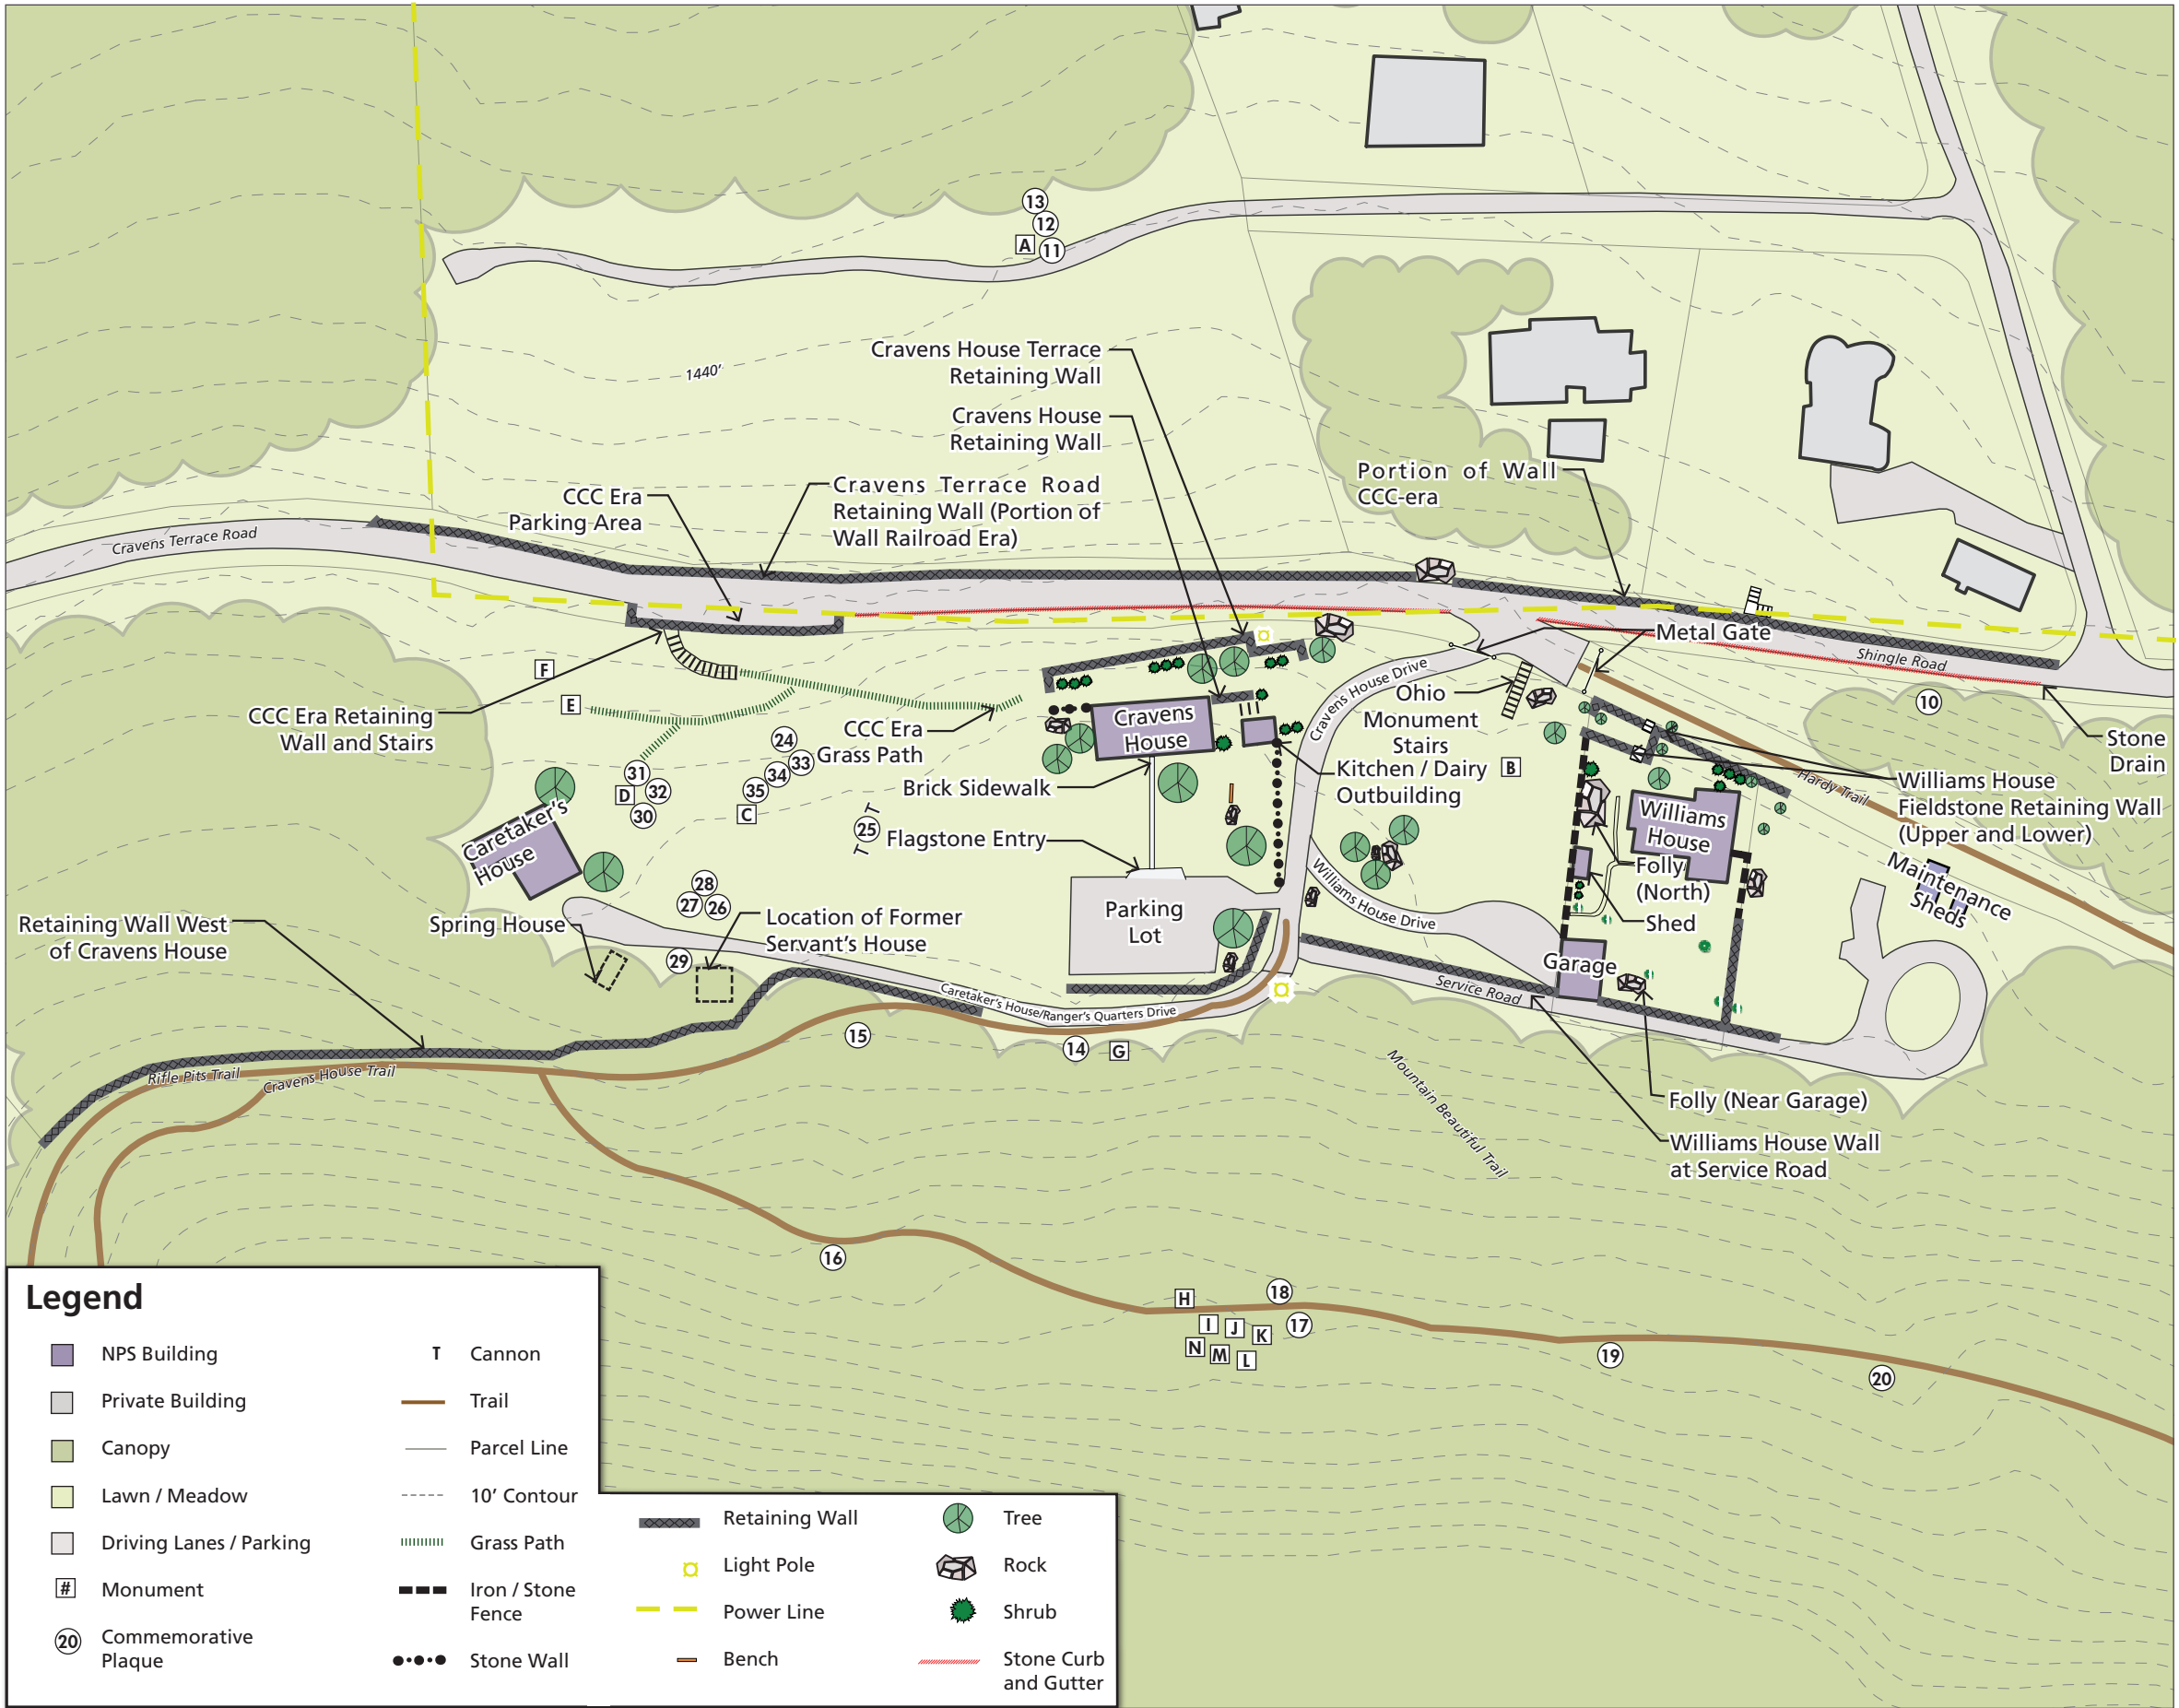 13
12
A
11
Cravens House Terrace
Retaining Wall
1440'
Cravens House
Retaining Wall
Portion of Wall
CCC-era
CCC Era
Parking Area
Cravens Terrace Road
Retaining Wall (Portion of
Wall Railroad Era)
Cravens Terrace Road
Metal Gate
Shingle Road
F
E
Cravens House Drive
Ohio
Monument
Stairs
10
CCC Era Retaining
Wall and Stairs
CCC Era
Grass Path
Cravens
House
Stone
Drain
24
33
34
35
C
31
32
D
30
Brick Sidewalk
Kitchen / Dairy
Outbuilding
B
Hardy Trail
Williams House
Fieldstone Retaining Wall
(Upper and Lower)
T
25
T
Flagstone Entry
Williams
House
Caretaker's
House
Folly
(North)
Maintenance
Sheds
28
27
26
Williams House Drive
Shed
Retaining Wall West
of Cravens House
Spring House
Location of Former
Servant's House
Parking
Lot
29
Garage
Service Road
Caretaker's House/Ranger's Quarters Drive
15
14
G
Rifle Pits Trail
Cravens House Trail
Mountain Beautiful Trail
Folly (Near Garage)
Williams House Wall
at Service Road
16
H
18
I
J
K
17
N
M
L
19
20
Legend
NPS Building
Private Building
Canopy
Lawn / Meadow
Driving Lanes / Parking
#
Monument
20
Commemorative
Plaque
T
Cannon
Trail
Parcel Line
10' Contour
Grass Path
Iron / Stone
Fence
Stone Wall
Retaining Wall
Light Pole
Power Line
Bench
Tree
Rock
Shrub
Stone Curb
and Gutter